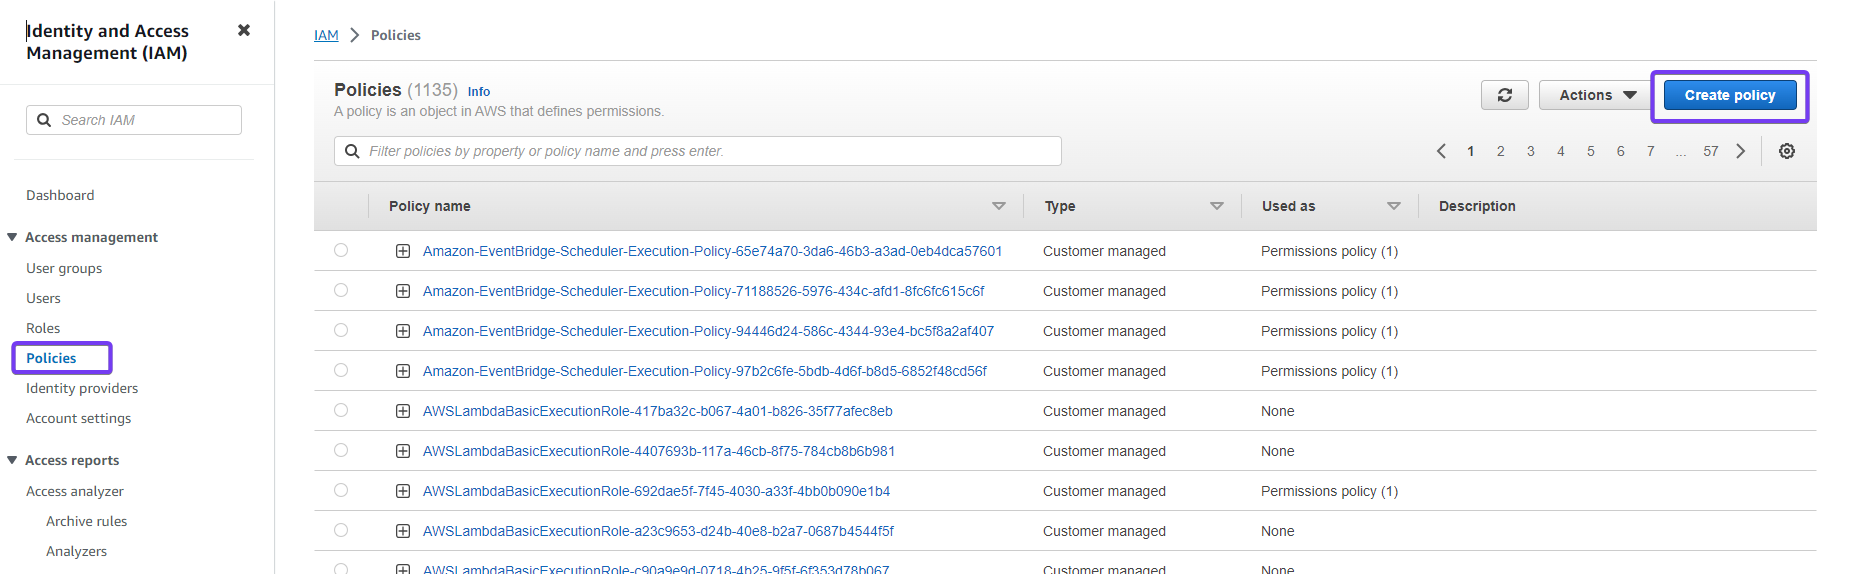 Identity and Access
Management (IAM)
Search IAM
Dashboard
Access management
User groups
Users
Roles
Policies
Identity providers
Account settings
Access reports
Access analyzer
Archive rules
Analyzers
IAM > Policies
Policies (1135) Info
A policy is an object in AWS that defines permissions.
Actions
Create policy
Filter policies by property or policy name and press enter.
1 2 3 4 5 6 7 ... 57
Policy name Type Used as Description
Amazon-EventBridge-Scheduler-Execution-Policy-65e74a70-3da6-46b3-a3ad-0eb4dca57601 Customer managed Permissions policy (1)
Amazon-EventBridge-Scheduler-Execution-Policy-71188526-5976-434c-afd1-8fc6fc615c6f Customer managed Permissions policy (1)
Amazon-EventBridge-Scheduler-Execution-Policy-94446d24-586c-4344-93e4-bc5f8a2af407 Customer managed Permissions policy (1)
Amazon-EventBridge-Scheduler-Execution-Policy-97b2c6fe-5bdb-4d6f-b8d5-6852f48cd56f Customer managed Permissions policy (1)
AWSLambdaBasicExecutionRole-417ba32c-b067-4a01-b826-35f77afec8eb Customer managed None
AWSLambdaBasicExecutionRole-4407693b-117a-46cb-8f75-784cb8b6b981 Customer managed None
AWSLambdaBasicExecutionRole-692dae5f-7f45-4030-a33f-4bb0b090e1b4 Customer managed Permissions policy (1)
AWSLambdaBasicExecutionRole-a23c9653-d24b-40e8-b2a7-0687b4544f5f Customer managed None
AWSLambdaBasicExecutionRole-c90a9e9d-0718-4b25-9f5f-6f353d78b067 Customer managed None